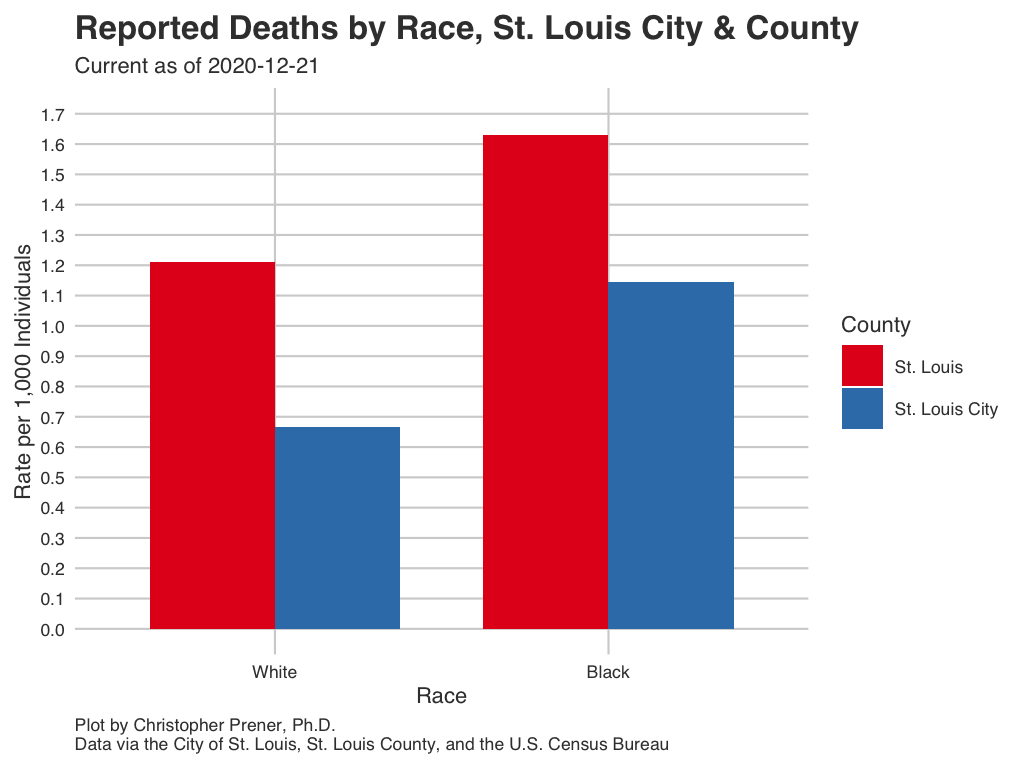 Reported Deaths by Race, St. Louis City & County
Current as of 2020-12-21
1.7
1.6
1.5
1.4
1.3
1.2
1.1
1.0
0.9
0.8
0.7
0.6
0.5
0.4
0.3
0.2
0.1
0.0
Rate per 1,000 Individuals
White
Black
Race
County
St. Louis
St. Louis City
Plot by Christopher Prener, Ph.D.
Data via the City of St. Louis, St. Louis County, and the U.S. Census Bureau